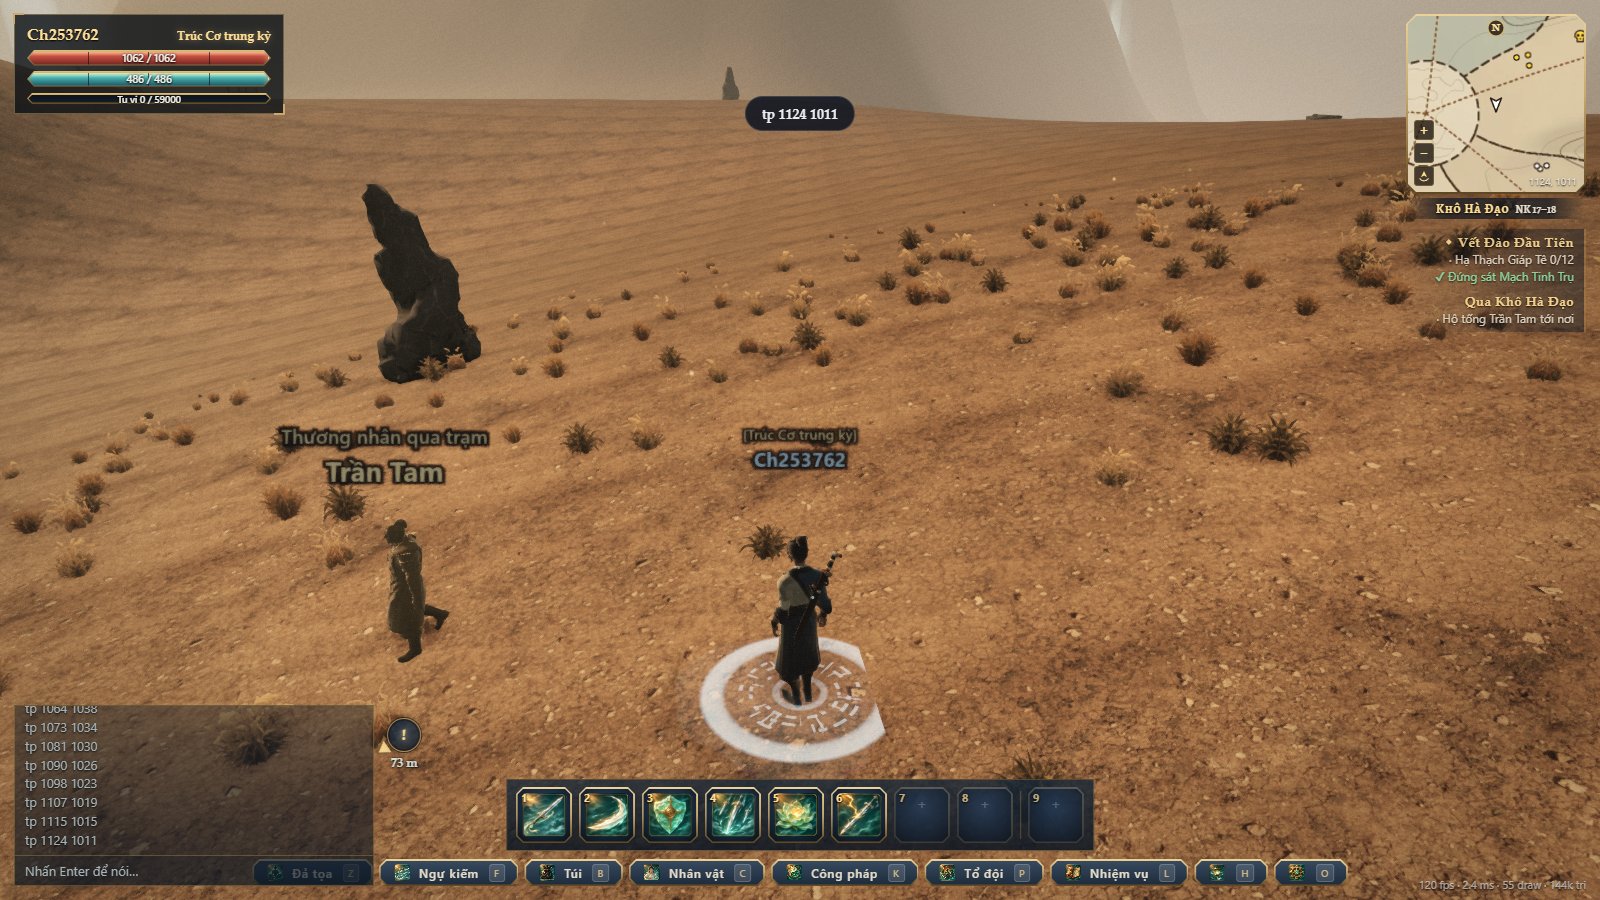 Ch253762
Trúc Cơ trung kỳ
1062 / 1062
486 / 486
Tu vi 0 / 59000
tp 1124 1011
N
+
−
1124, 1011
Khô Hà Đạo NK17–18
Vết Đào Đầu Tiên
· Hạ Thạch Giáp Tê 0/12
✓ Đứng sát Mạch Tinh Trụ
Qua Khô Hà Đạo
· Hộ tống Trần Tam tới nơi
Thương nhân qua trạm
Trần Tam
[Trúc Cơ trung kỳ]
Ch253762
tp 1064 1038
tp 1073 1034
tp 1081 1030
tp 1090 1026
tp 1098 1023
tp 1107 1019
tp 1115 1015
tp 1124 1011
Nhấn Enter để nói...
!
73 m
1 2 3 4 5 6 7 + 8 + 9 +
Đả tọa Z
Ngự kiếm F
Túi B
Nhân vật C
Công pháp K
Tổ đội P
Nhiệm vụ L
H
O
120 fps · 2.4 ms · 55 draw · 144k tri